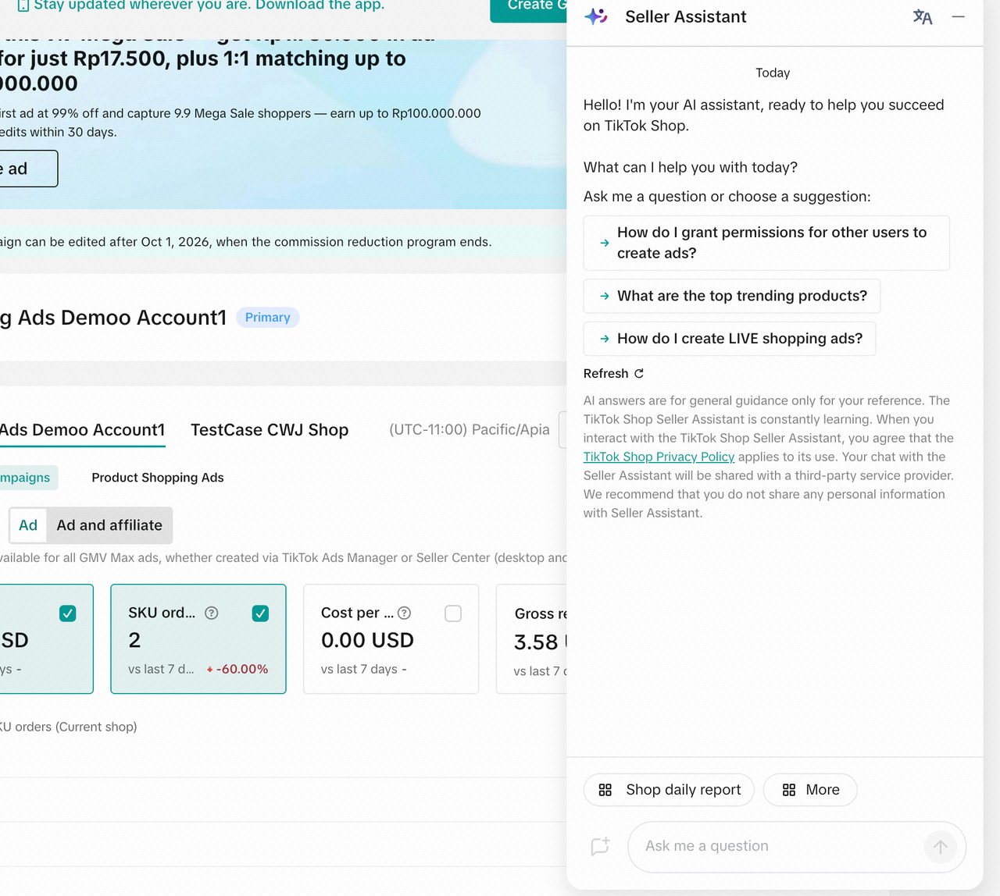 Stay updated wherever you are. Download the app.
Create G
for just Rp17.500, plus 1:1 matching up to
000.000
irst ad at 99% off and capture 9.9 Mega Sale shoppers — earn up to Rp100.000.000
edits within 30 days.
e ad
aign can be edited after Oct 1, 2026, when the commission reduction program ends.
g Ads Demoo Account1
Primary
Ads Demoo Account1
TestCase CWJ Shop
(UTC-11:00) Pacific/Apia
mpaigns
Product Shopping Ads
Ad
Ad and affiliate
vailable for all GMV Max ads, whether created via TikTok Ads Manager or Seller Center (desktop and
SD
ys -
SKU ord...
2
vs last 7 d...
-60.00%
Cost per ...
0.00 USD
vs last 7 days -
Gross re
3.58
vs last 7 d
KU orders (Current shop)
Seller Assistant
Today
Hello! I'm your AI assistant, ready to help you succeed
on TikTok Shop.
What can I help you with today?
Ask me a question or choose a suggestion:
How do I grant permissions for other users to
create ads?
What are the top trending products?
How do I create LIVE shopping ads?
Refresh
AI answers are for general guidance only for your reference. The
TikTok Shop Seller Assistant is constantly learning. When you
interact with the TikTok Shop Seller Assistant, you agree that the
TikTok Shop Privacy Policy applies to its use. Your chat with the
Seller Assistant will be shared with a third-party service provider.
We recommend that you do not share any personal information
with Seller Assistant.
Shop daily report
More
Ask me a question